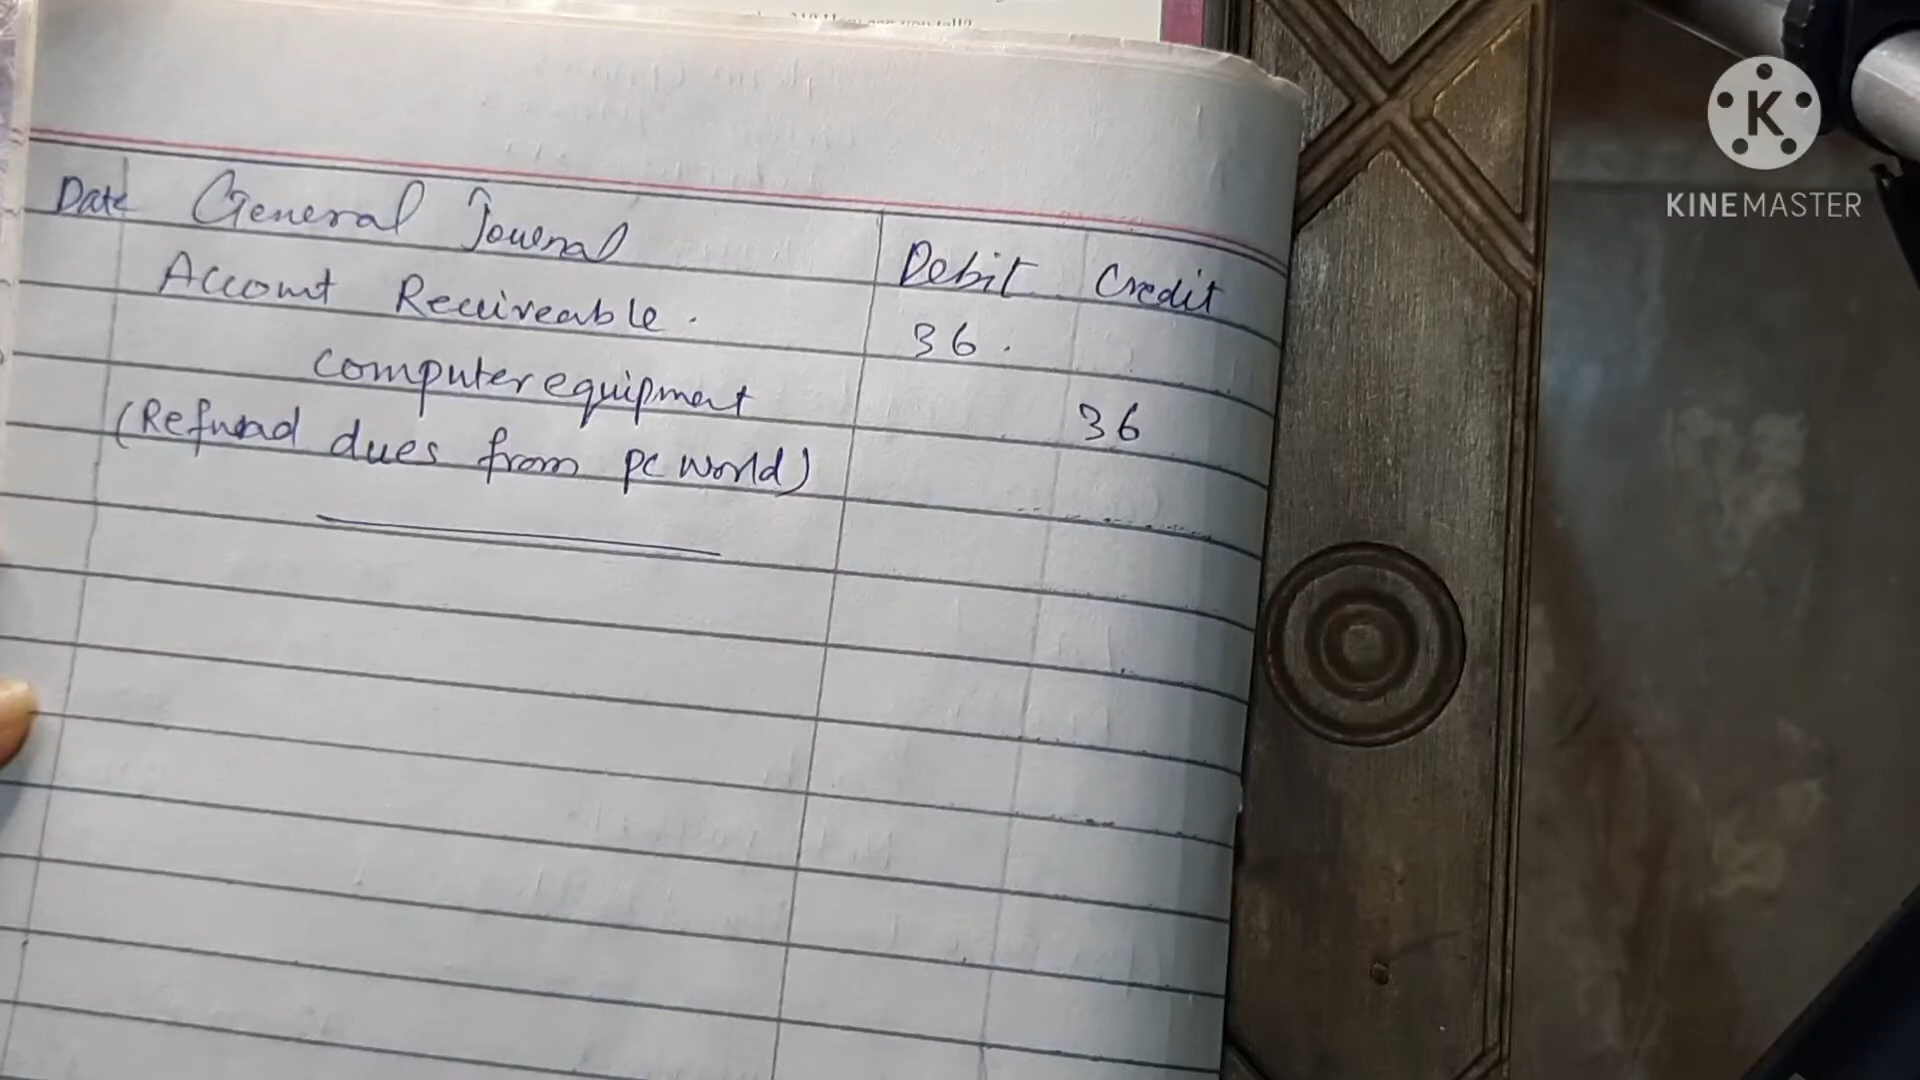 Date General Journal Debit Credit
Account Receiveable. 36.
computer equipment 36
(Refund dues from pc world)
K
KINEMASTER